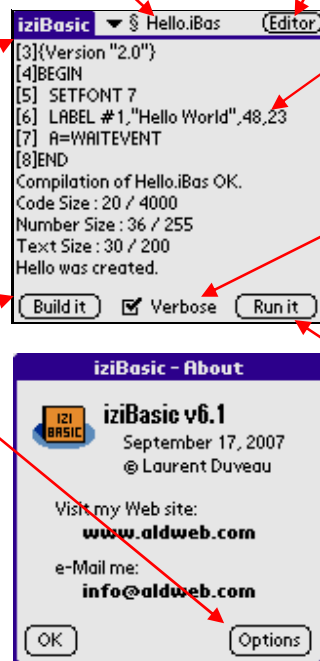 iziBasic ▼ § Hello.iBas (Editor)
[3]{Version "2.0"}
[4]BEGIN
[5] SETFONT 7
[6] LABEL #1,"Hello World",48,23
[7] A=WAITEVENT
[8]END
Compilation of Hello.iBas OK.
Code Size : 20 / 4000
Number Size : 36 / 255
Text Size : 30 / 200
Hello was created.
Build it Verbose Run it
iziBasic - About
IZI BASIC
iziBasic v6.1
September 17, 2007
© Laurent Duveau
Visit my Web site:
www.aldweb.com
e-Mail me:
info@aldweb.com
OK Options